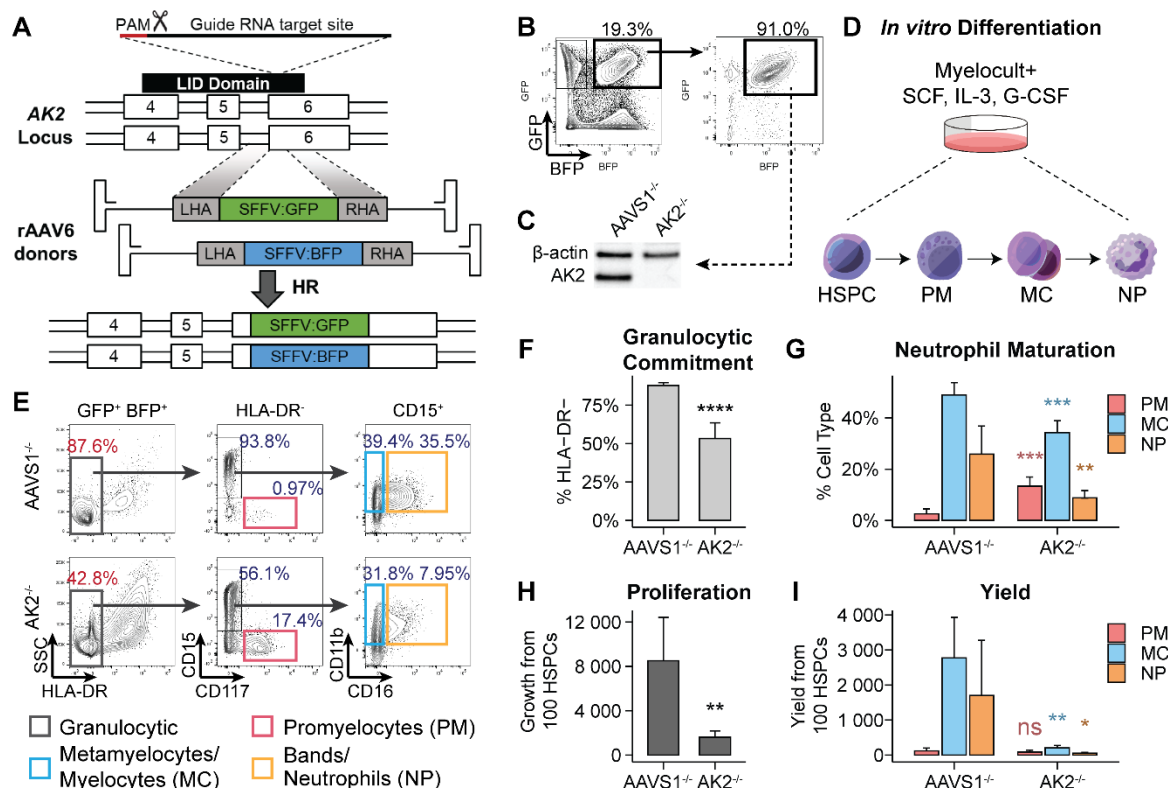 A
PAM
Guide RNA target site
LID Domain
AK2
Locus
4
5
6
4
5
6
LHA
SFFV:GFP
RHA
rAAV6
donors
LHA
SFFV:BFP
RHA
HR
4
5
SFFV:GFP
4
5
SFFV:BFP
B
19.3%
91.0%
GFP
BFP
GFP
BFP
GFP
BFP
C
AAVS1-/-
AK2-/-
β-actin
AK2
D
In vitro Differentiation
Myelocult+
SCF, IL-3, G-CSF
HSPC
PM
MC
NP
E
GFP+ BFP+
HLA-DR-
CD15+
AAVS1-/-
87.6%
93.8%
0.97%
39.4% 35.5%
AK2-/-
42.8%
56.1%
17.4%
31.8% 7.95%
SSC
HLA-DR
CD15
CD117
CD11b
CD16
Granulocytic
Metamyelocytes/
Myelocytes (MC)
Promyelocytes (PM)
Bands/
Neutrophils (NP)
F
Granulocytic
Commitment
% HLA-DR-
75%
50%
25%
0%
****
AAVS1-/-
AK2-/-
G
Neutrophil Maturation
% Cell Type
40%
20%
0%
***
***
**
AAVS1-/-
AK2-/-
PM
MC
NP
H
Proliferation
Growth from
100 HSPCs
12 000
8 000
4 000
0
**
AAVS1-/-
AK2-/-
I
Yield
Yield from
100 HSPCs
4 000
3 000
2 000
1 000
0
ns
**
*
AAVS1-/-
AK2-/-
PM
MC
NP